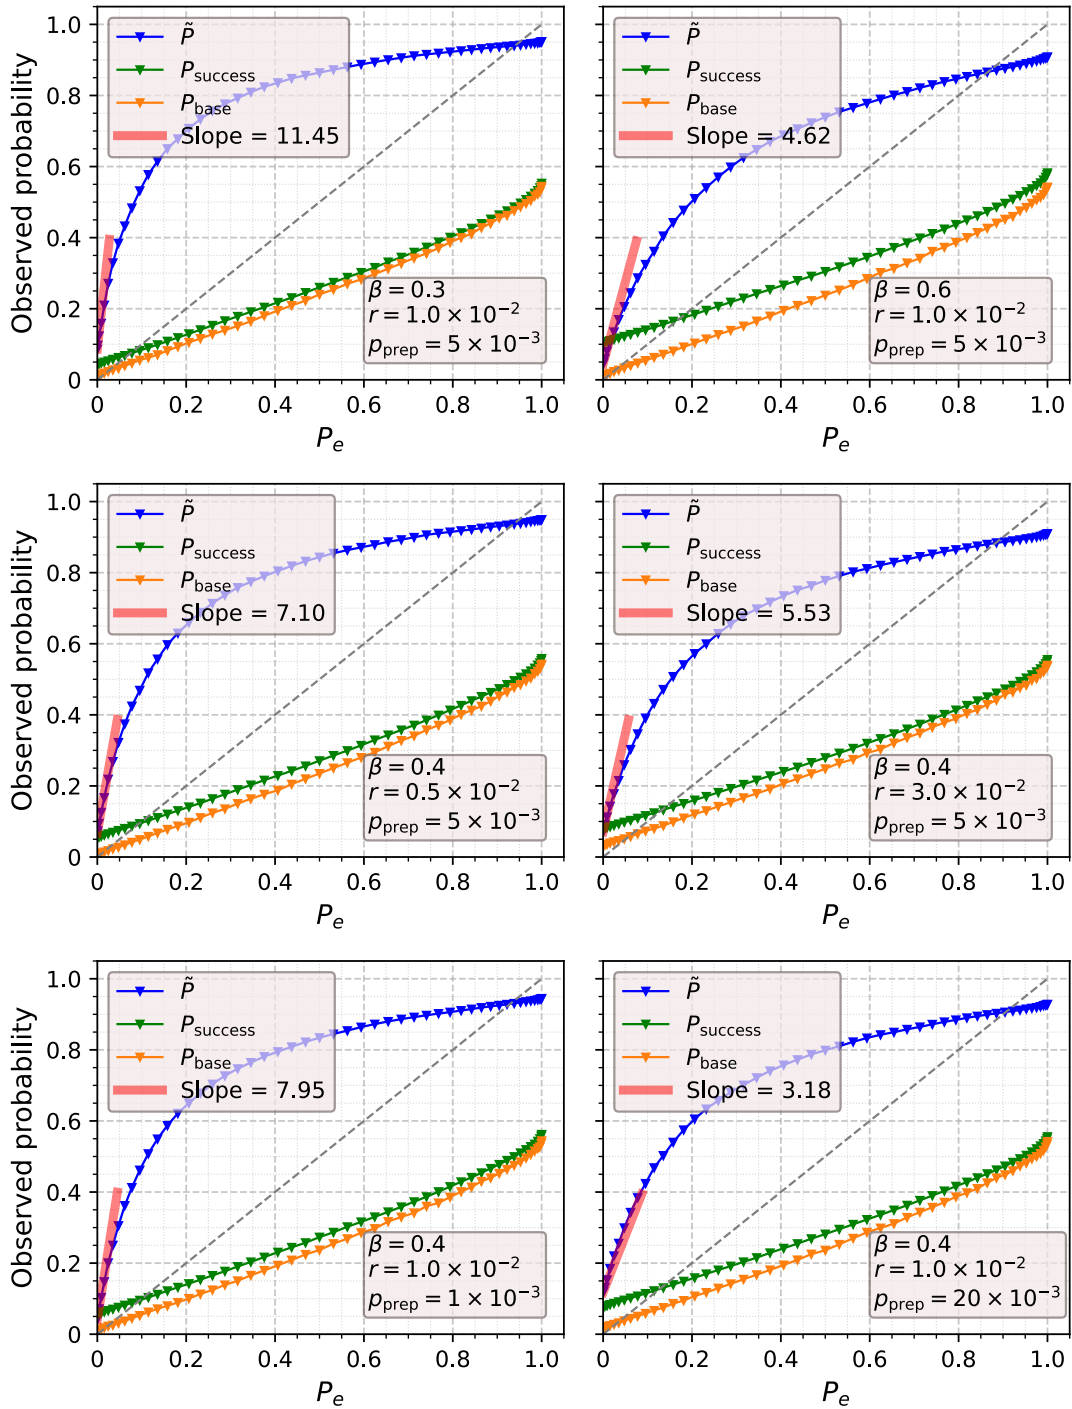 1.0
0.8
0.6
0.4
0.2
0
Observed probability
P̃
P_success
P_base
Slope = 11.45
β = 0.3
r = 1.0 × 10⁻²
p_prep = 5 × 10⁻³
0 0.2 0.4 0.6 0.8 1.0
P_e
P̃
P_success
P_base
Slope = 4.62
β = 0.6
r = 1.0 × 10⁻²
p_prep = 5 × 10⁻³
0 0.2 0.4 0.6 0.8 1.0
P_e
1.0
0.8
0.6
0.4
0.2
0
Observed probability
P̃
P_success
P_base
Slope = 7.10
β = 0.4
r = 0.5 × 10⁻²
p_prep = 5 × 10⁻³
0 0.2 0.4 0.6 0.8 1.0
P_e
P̃
P_success
P_base
Slope = 5.53
β = 0.4
r = 3.0 × 10⁻²
p_prep = 5 × 10⁻³
0 0.2 0.4 0.6 0.8 1.0
P_e
1.0
0.8
0.6
0.4
0.2
0
Observed probability
P̃
P_success
P_base
Slope = 7.95
β = 0.4
r = 1.0 × 10⁻²
p_prep = 1 × 10⁻³
0 0.2 0.4 0.6 0.8 1.0
P_e
P̃
P_success
P_base
Slope = 3.18
β = 0.4
r = 1.0 × 10⁻²
p_prep = 20 × 10⁻³
0 0.2 0.4 0.6 0.8 1.0
P_e